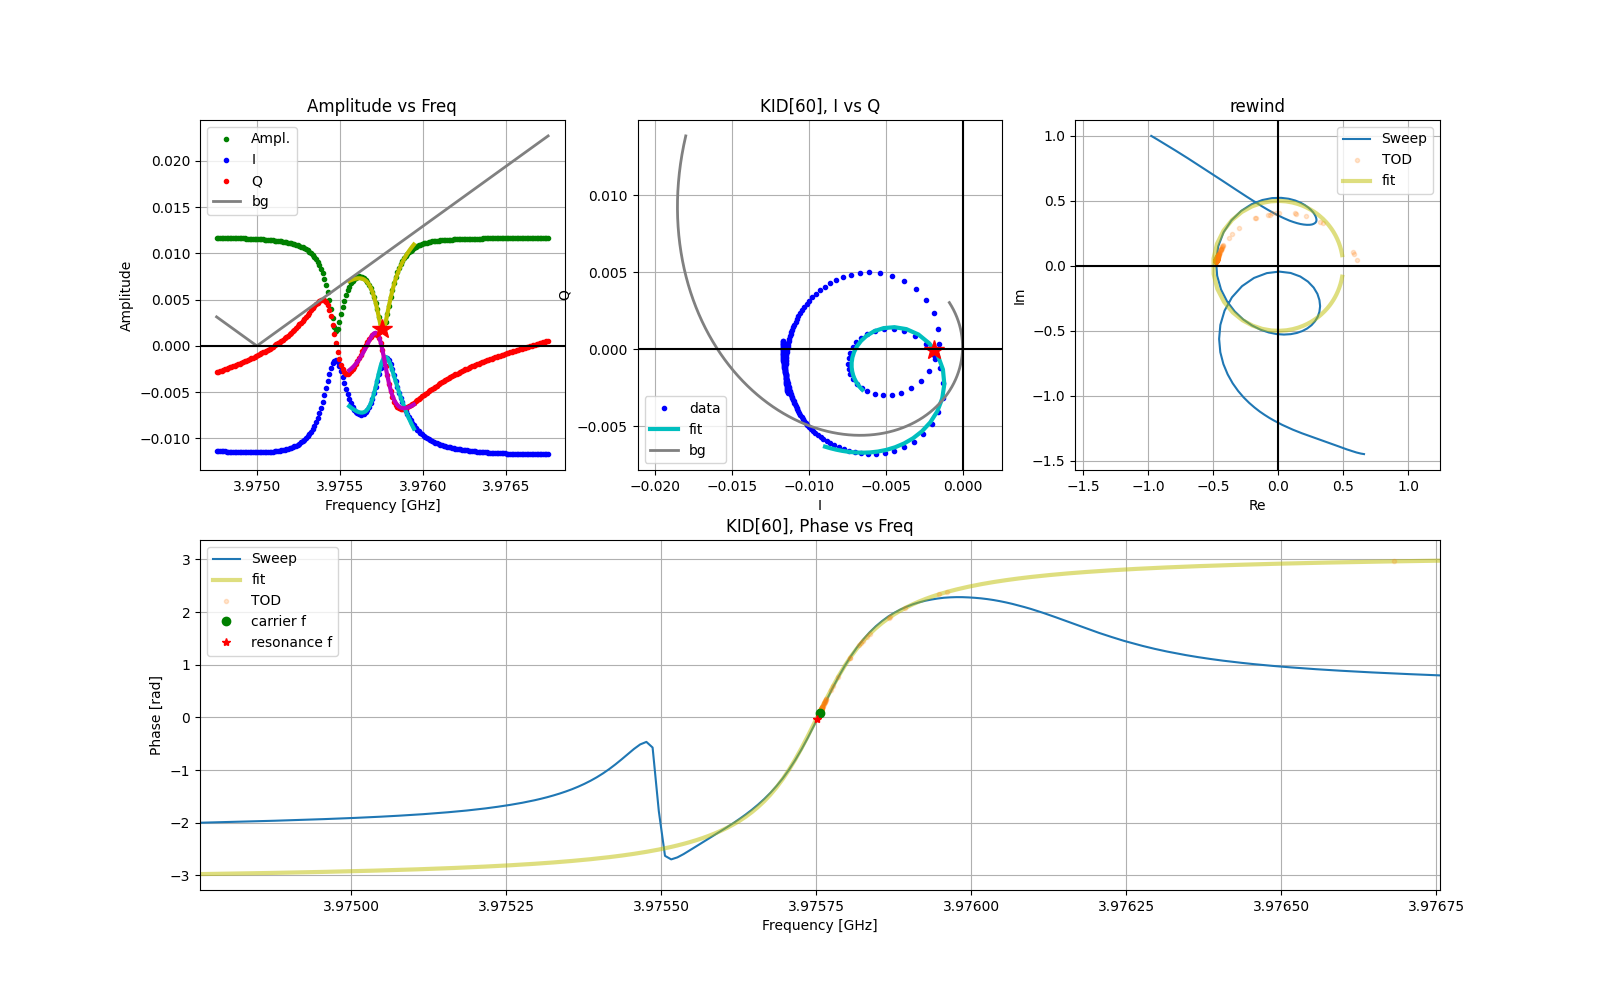 Amplitude vs Freq
Amplitude
0.020
0.015
0.010
0.005
0.000
−0.005
−0.010
Ampl.
I
Q
bg
3.9750
3.9755
3.9760
3.9765
Frequency [GHz]
KID[60], I vs Q
Q
0.010
0.005
0.000
−0.005
data
fit
bg
−0.020
−0.015
−0.010
−0.005
0.000
I
rewind
Im
1.0
0.5
0.0
−0.5
−1.0
−1.5
Sweep
TOD
fit
−1.5
−1.0
−0.5
0.0
0.5
1.0
Re
KID[60], Phase vs Freq
Phase [rad]
3
2
1
0
−1
−2
−3
Sweep
fit
TOD
carrier f
resonance f
3.97500
3.97525
3.97550
3.97575
3.97600
3.97625
3.97650
3.97675
Frequency [GHz]